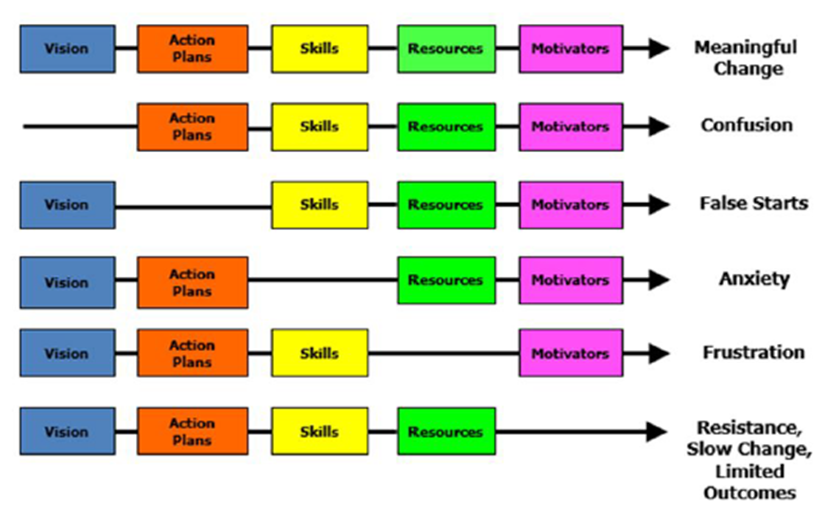 Vision Action Plans Skills Resources Motivators Meaningful Change
Action Plans Skills Resources Motivators Confusion
Vision Skills Resources Motivators False Starts
Vision Action Plans Resources Motivators Anxiety
Vision Action Plans Skills Motivators Frustration
Vision Action Plans Skills Resources Resistance, Slow Change, Limited Outcomes